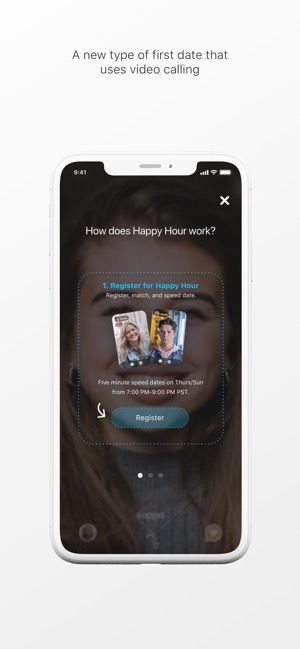 A new type of first date that
uses video calling
9:41
How does Happy Hour work?
1. Register for Happy Hour
Register, match, and speed date.
Five minute speed dates on Thurs/Sun
from 7:00 PM-9:00 PM PST.
Register